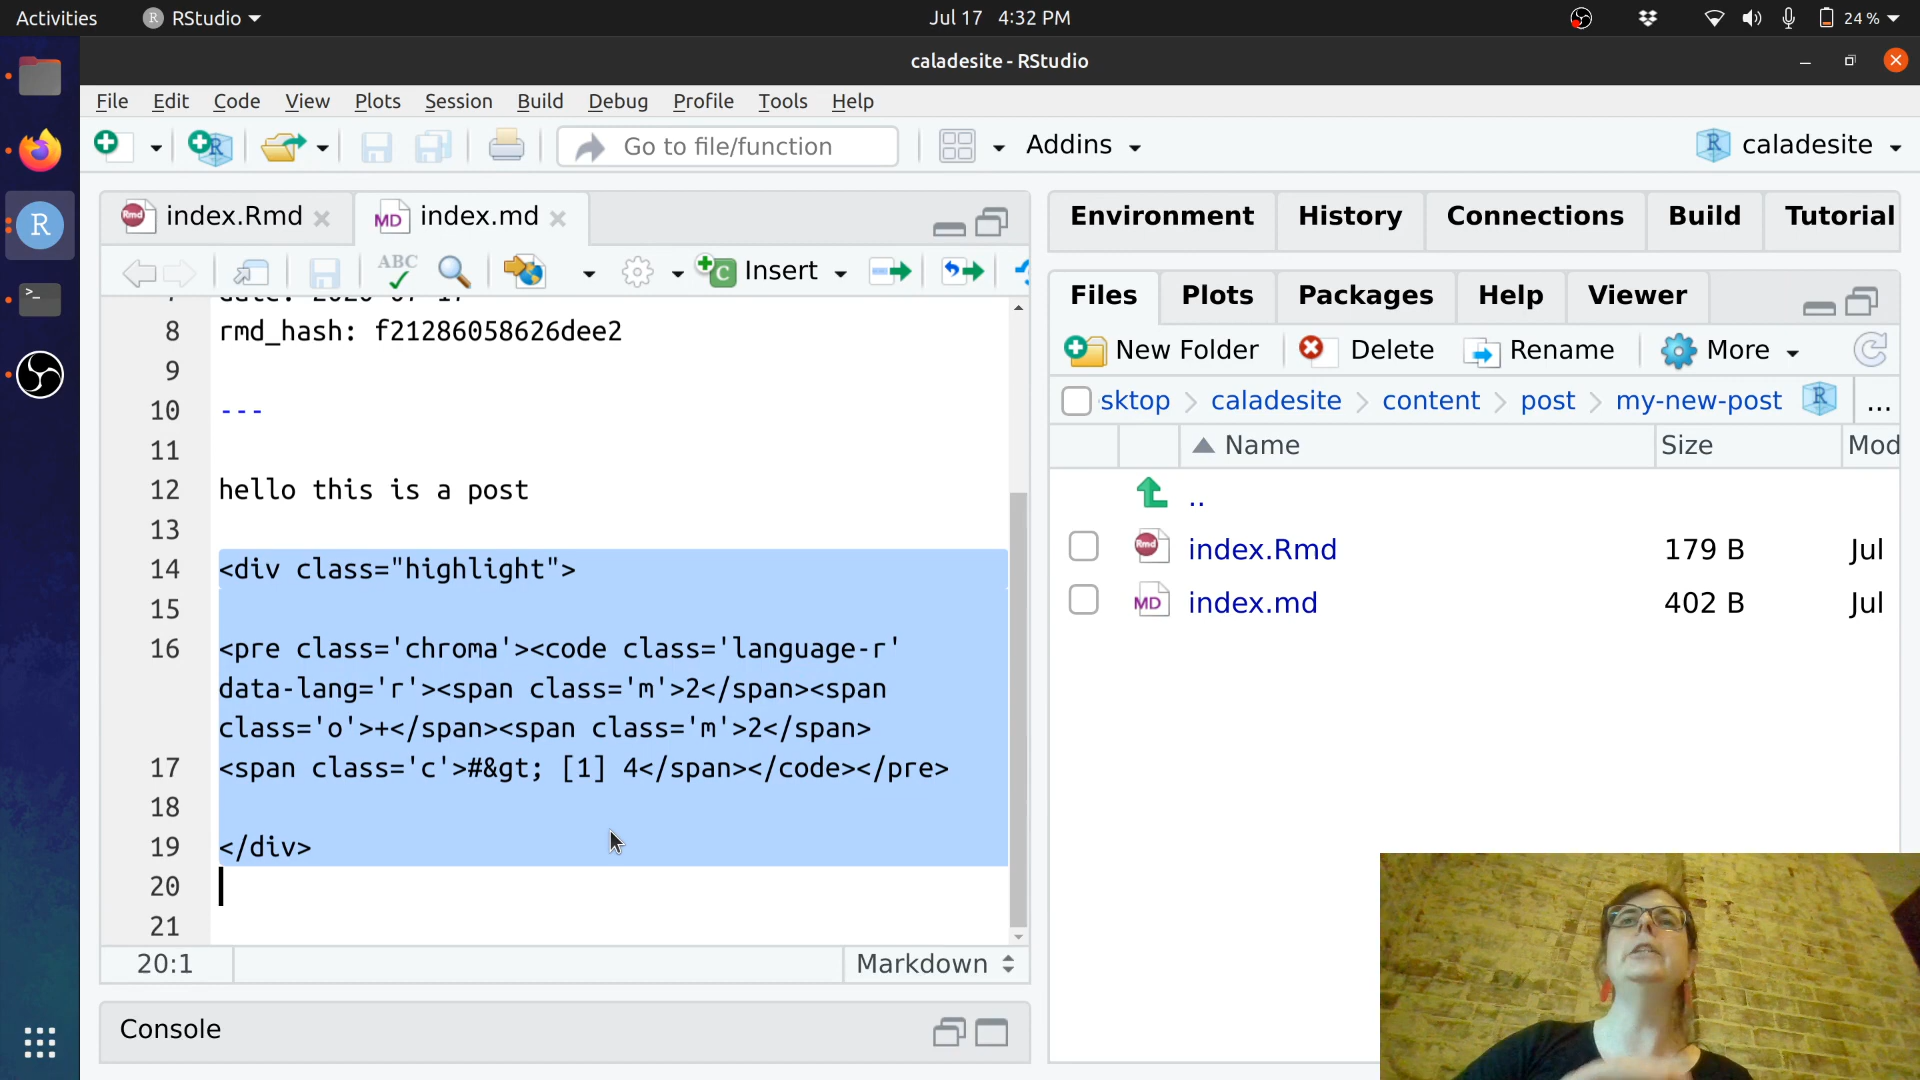 Activities
RStudio
Jul 17 4:32 PM
24 %
caladesite - RStudio
File Edit Code View Plots Session Build Debug Profile Tools Help
Go to file/function
Addins
caladesite
index.Rmd
index.md
ABC
Insert
8 rmd_hash: f21286058626dee2
9
10 ---
11
12 hello this is a post
13
14 <div class="highlight">
15
16 <pre class='chroma'><code class='language-r'
data-lang='r'><span class='m'>2</span><span
class='o'>+</span><span class='m'>2</span>
17 <span class='c'>#&gt; [1] 4</span></code></pre>
18
19 </div>
20
21
20:1
Markdown
Console
Environment History Connections Build Tutorial
Files Plots Packages Help Viewer
New Folder Delete Rename More
sktop > caladesite > content > post > my-new-post ...
Name Size Mod
..
index.Rmd 179 B Jul
index.md 402 B Jul